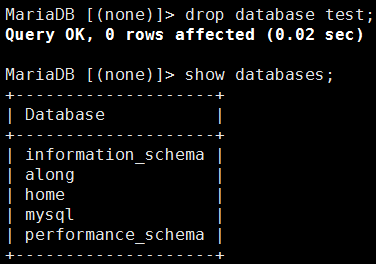 MariaDB [(none)]> drop database test;
Query OK, 0 rows affected (0.02 sec)

MariaDB [(none)]> show databases;
+--------------------+
| Database           |
+--------------------+
| information_schema |
| along              |
| home               |
| mysql              |
| performance_schema |
+--------------------+